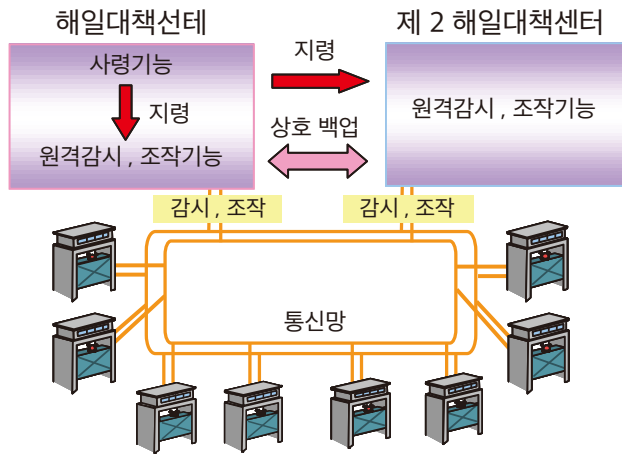 해일대책선테
제 2 해일대책센터
사령기능
지령
원격감시 , 조작기능
지령
상호 백업
원격감시 , 조작기능
감시 , 조작
감시 , 조작
통신망